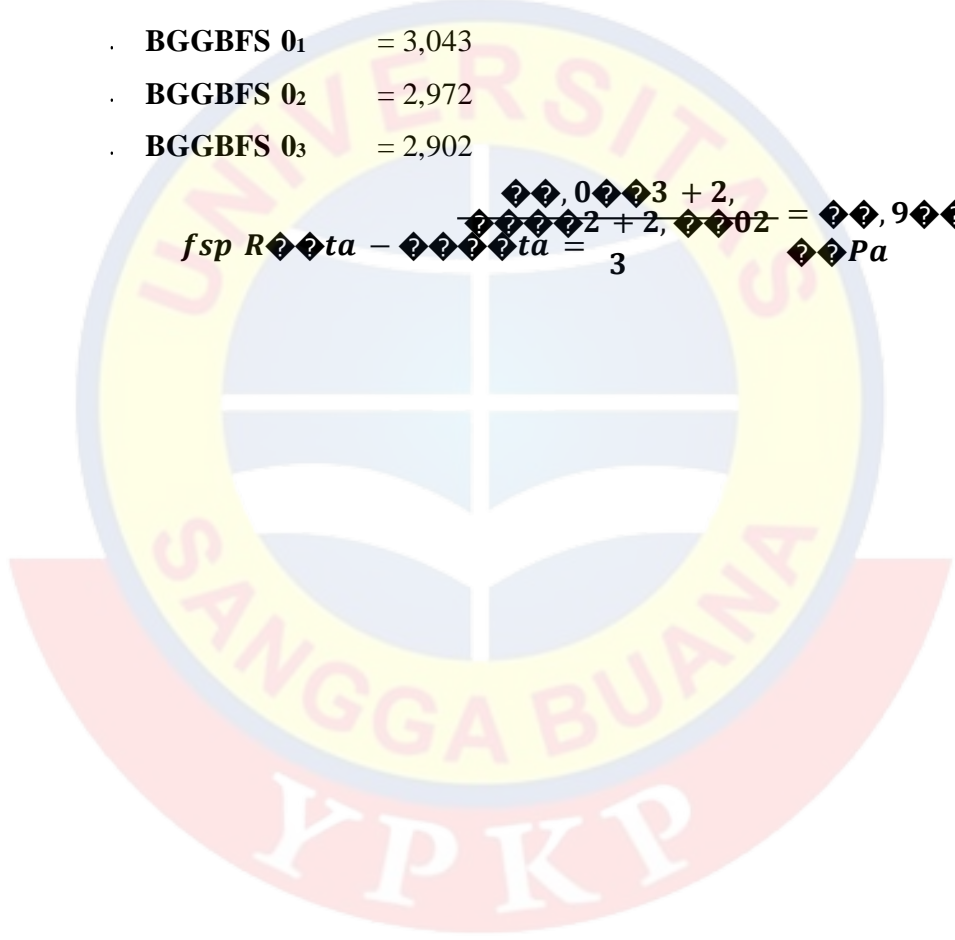 . BGGBFS 0₁ = 3,043
. BGGBFS 0₂ = 2,972
. BGGBFS 0₃ = 2,902
��, 0��3 + 2,
����2 + 2, ��02
fsp R��ta − ����ta = 3 = ��, 9��
��Pa
UNIVERSITAS
SANGGA BUANA
YPKP